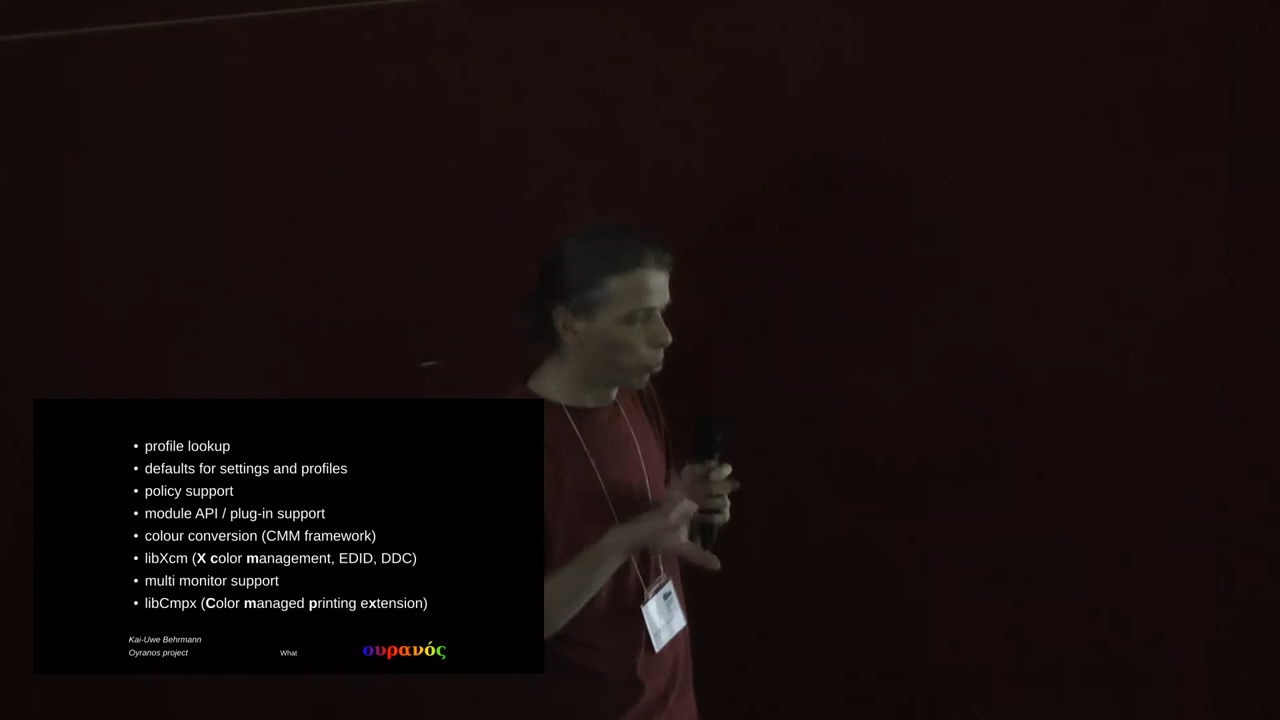 • profile lookup
• defaults for settings and profiles
• policy support
• module API / plug-in support
• colour conversion (CMM framework)
• libXcm (X color management, EDID, DDC)
• multi monitor support
• libCmpx (Color managed printing extension)
Kai-Uwe Behrmann
Oyranos project
What
ουρανός